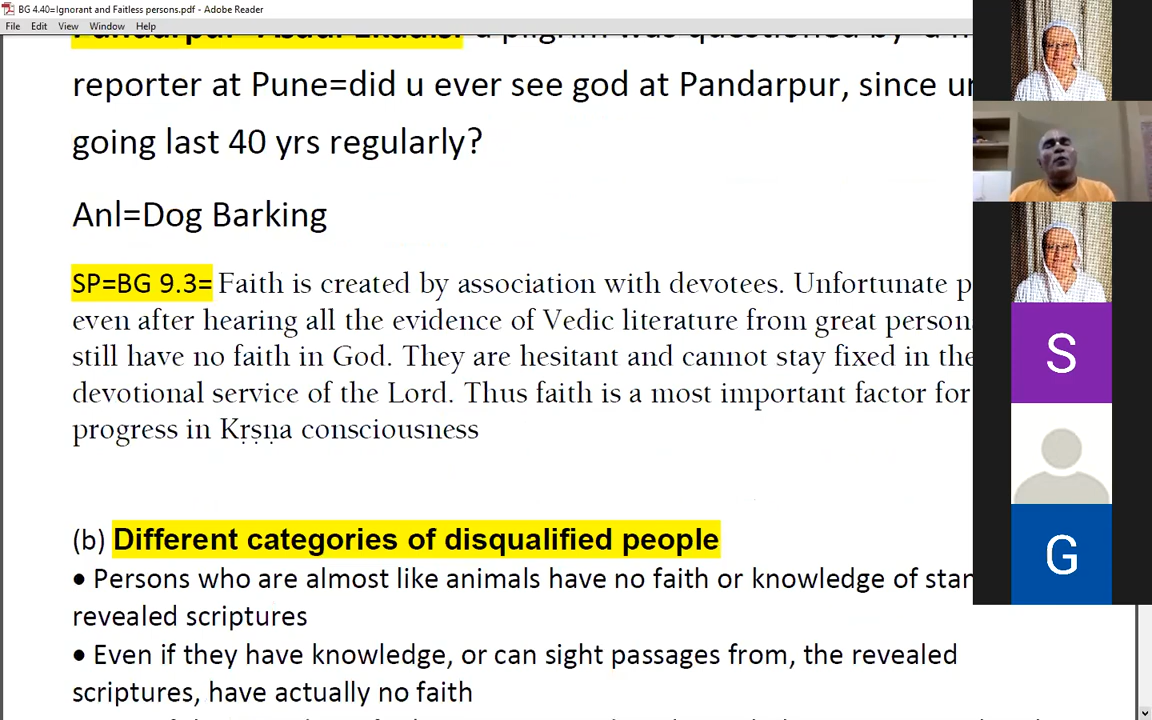 BG 4.40=Ignorant and Faitless persons.pdf - Adobe Reader
File Edit View Window Help
a pilgrim was questioned by
reporter at Pune=did u ever see god at Pandarpur, since ur
going last 40 yrs regularly?
Anl=Dog Barking
SP=BG 9.3= Faith is created by association with devotees. Unfortunate p
even after hearing all the evidence of Vedic literature from great person
still have no faith in God. They are hesitant and cannot stay fixed in the
devotional service of the Lord. Thus faith is a most important factor for
progress in Kṛṣṇa consciousness
(b) Different categories of disqualified people
• Persons who are almost like animals have no faith or knowledge of stan
revealed scriptures
• Even if they have knowledge, or can sight passages from, the revealed
scriptures, have actually no faith
S
G